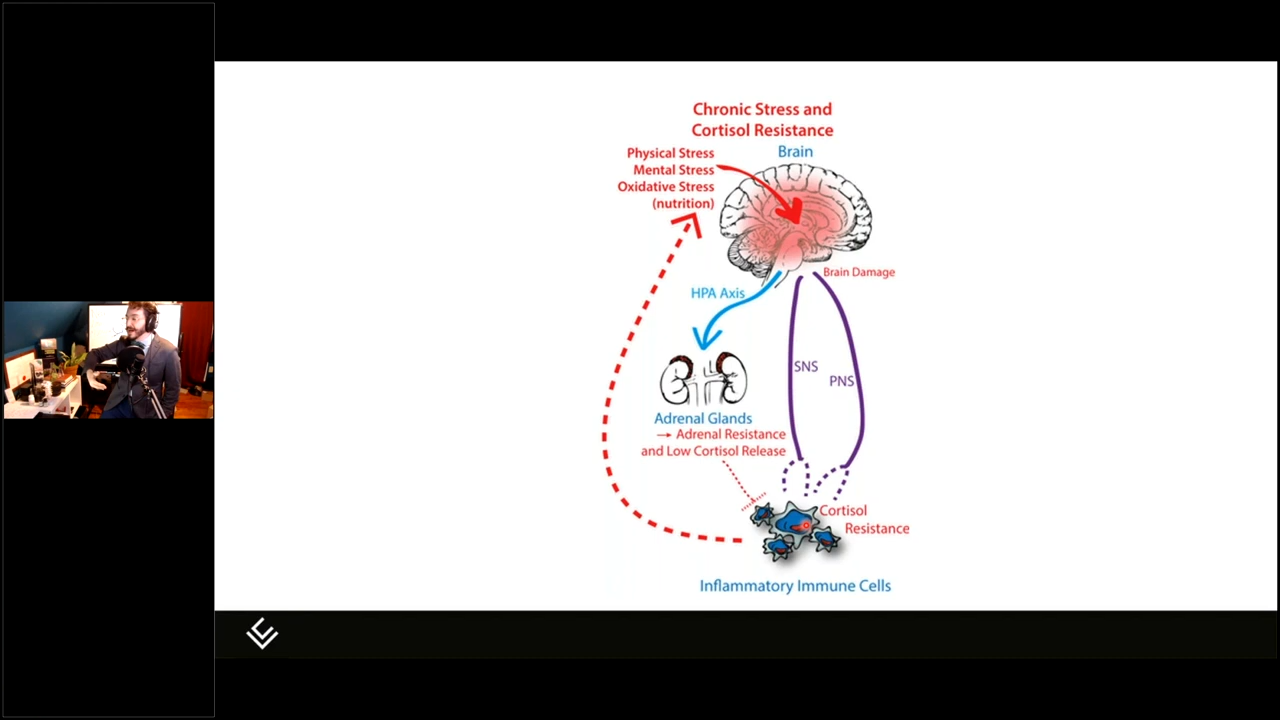 Chronic Stress and
Cortisol Resistance
Brain
Physical Stress
Mental Stress
Oxidative Stress
(nutrition)
Brain Damage
HPA Axis
SNS
PNS
Adrenal Glands
→ Adrenal Resistance
and Low Cortisol Release
Cortisol
Resistance
Inflammatory Immune Cells